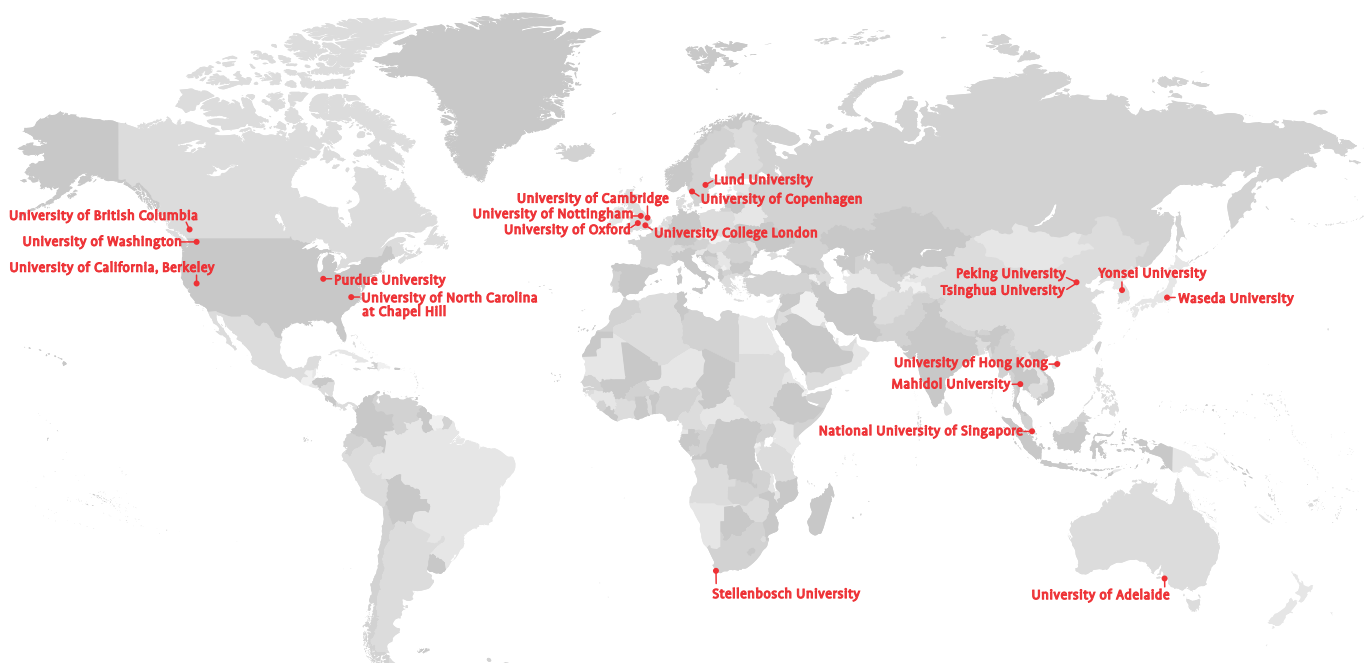 Lund University
University of Cambridge
University of Copenhagen
University of Nottingham
University of British Columbia
University of Oxford
University College London
University of Washington
University of California, Berkeley
Purdue University
Peking University
Yonsei University
Tsinghua University
University of North Carolina
at Chapel Hill
Waseda University
University of Hong Kong
Mahidol University
National University of Singapore
Stellenbosch University
University of Adelaide